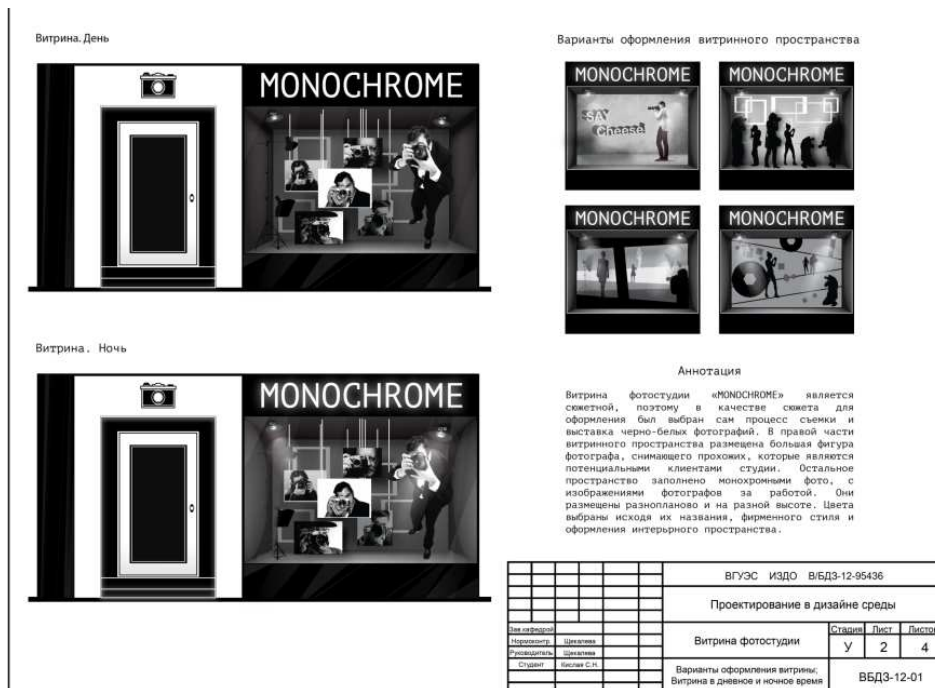 Витрина. День
MONOCHROME
Витрина. Ночь
MONOCHROME
Варианты оформления витринного пространства
MONOCHROME
SAY
Cheese!
MONOCHROME
MONOCHROME
MONOCHROME
Аннотация
Витрина фотостудии «MONOCHROME» является
сюжетной, поэтому в качестве сюжета для
оформления был выбран сам процесс съемки и
выставка черно-белых фотографий. В правой части
витринного пространства размещена большая фигура
фотографа, снимающего прохожих, которые являются
потенциальными клиентами студии. Остальное
пространство заполнено монохромными фото, с
изображениями фотографов за работой. Они
размещены разнопланово и на разной высоте. Цвета
выбраны исходя их названия, фирменного стиля и
оформления интерьрного пространства.
ВГУЭС ИЗДО В/БДЗ-12-95436
Проектирование в дизайне среды
Зав.кафедрой
Нормоконтр. Щекалева
Руководитель Щекалева
Студент Кислая С.Н.
Витрина фотостудии
Стадия Лист Листов
У 2 4
Варианты оформления витрины;
Витрина в дневное и ночное время
ВБДЗ-12-01